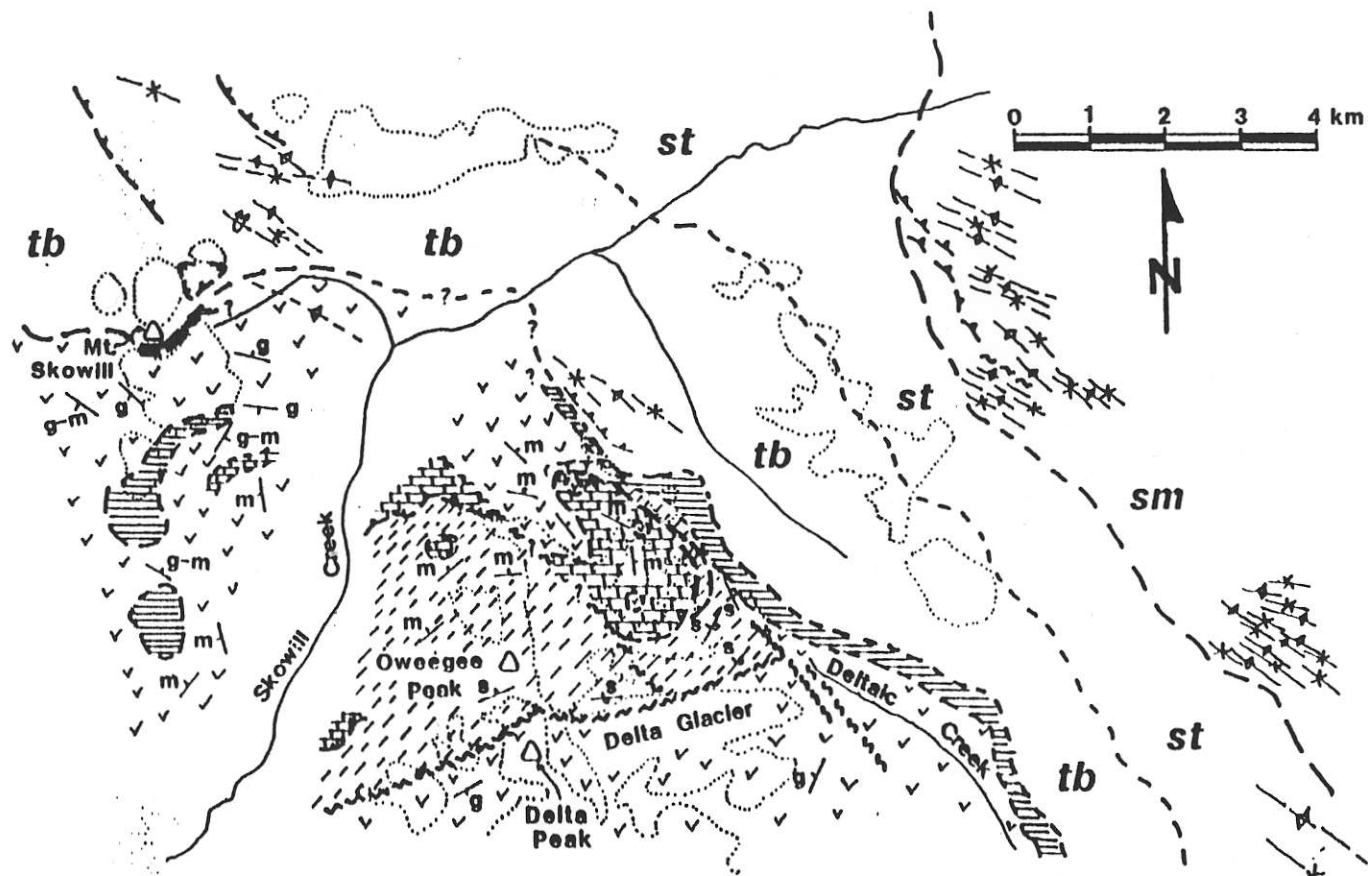 st
0 1 2 3 4 km
tb
tb
N
?
?
?
Mt.
Skowill
g
g
g
g-m
g-m
st
m
m
tb
m
?
sm
m
m
g-m
m
Creek
m
s
s
m
Oweegee
Peak
s
s
m
Skowill
Deltaic
Creek
Delta Glacier
st
g
g
tb
Delta
Peak